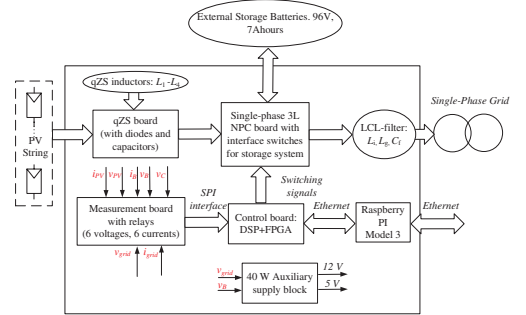 External Storage Batteries. 96V,
7Ahours
qZS inductors: L1-L4
Single-Phase Grid
PV
String
qZS board
(with diodes and
capacitors)
Single-phase 3L
NPC board with
interface switches
for storage system
LCL-filter:
Li, Lg, Cf
iPV vPV iB vB vC
SPI
interface
Switching
signals
Measurement board
with relays
(6 voltages, 6 currents)
Control board:
DSP+FPGA
Ethernet
Raspberry
PI
Model 3
Ethernet
vgrid igrid
vgrid
vB
40 W Auxiliary
supply block
12 V
5 V